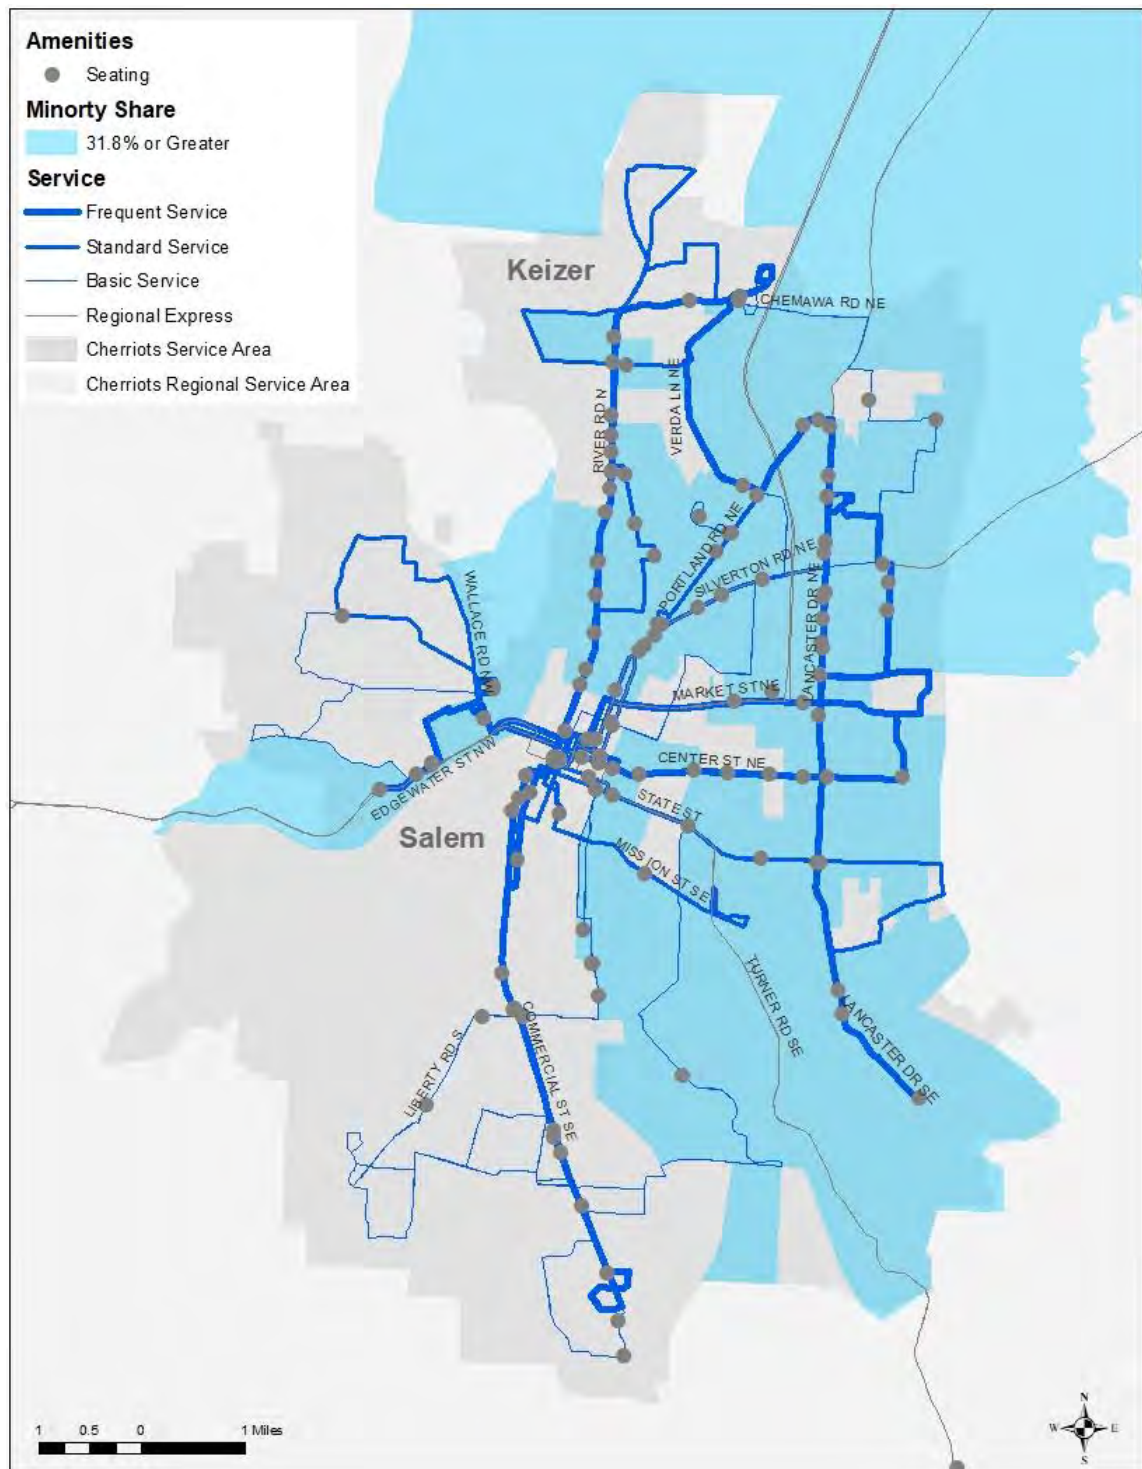 Amenities
Seating
Minorty Share
31.8% or Greater
Service
Frequent Service
Standard Service
Basic Service
Regional Express
Cherriots Service Area
Cherriots Regional Service Area
Keizer
CHEMAWA RD NE
RIVER RD N
VERDA LN NE
PORTLAND RD NE
SILVERTON RD NE
LANCASTER DR NE
WALLACE RD NW
MARKET ST NE
CENTER ST NE
EDGEWATER ST NW
STATE ST
Salem
MISSION ST SE
TURNER RD SE
LANCASTER DR SE
COMMERCIAL ST SE
LIBERTY RD S
1 0.5 0 1 Miles
N
W E
S